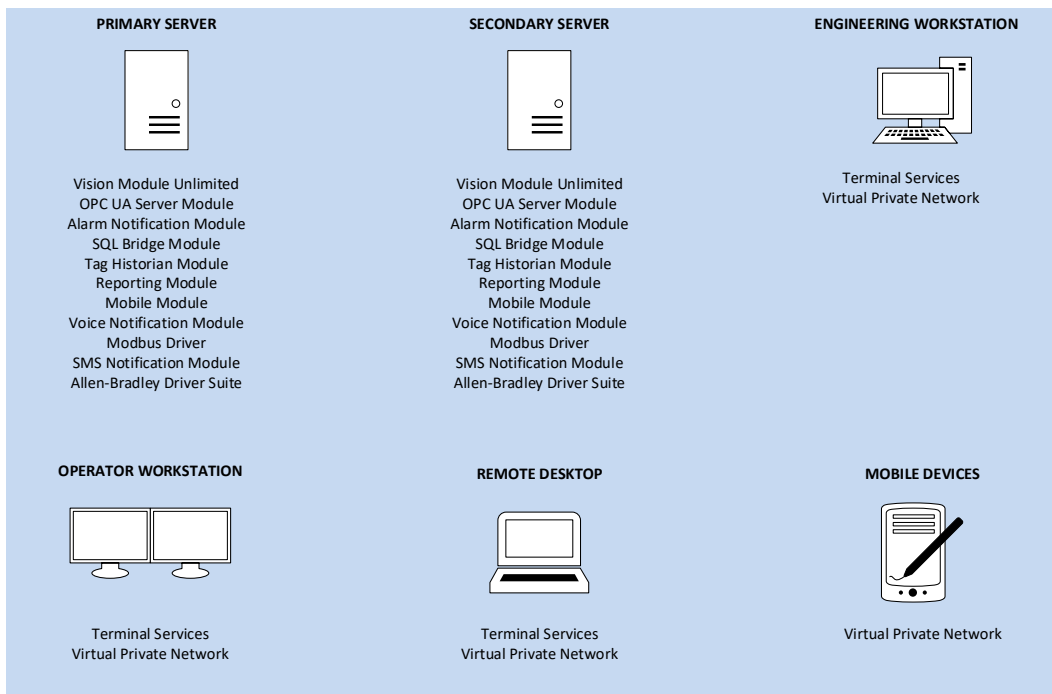 PRIMARY SERVER
Vision Module Unlimited
OPC UA Server Module
Alarm Notification Module
SQL Bridge Module
Tag Historian Module
Reporting Module
Mobile Module
Voice Notification Module
Modbus Driver
SMS Notification Module
Allen-Bradley Driver Suite
SECONDARY SERVER
Vision Module Unlimited
OPC UA Server Module
Alarm Notification Module
SQL Bridge Module
Tag Historian Module
Reporting Module
Mobile Module
Voice Notification Module
Modbus Driver
SMS Notification Module
Allen-Bradley Driver Suite
ENGINEERING WORKSTATION
Terminal Services
Virtual Private Network
OPERATOR WORKSTATION
Terminal Services
Virtual Private Network
REMOTE DESKTOP
Terminal Services
Virtual Private Network
MOBILE DEVICES
Virtual Private Network